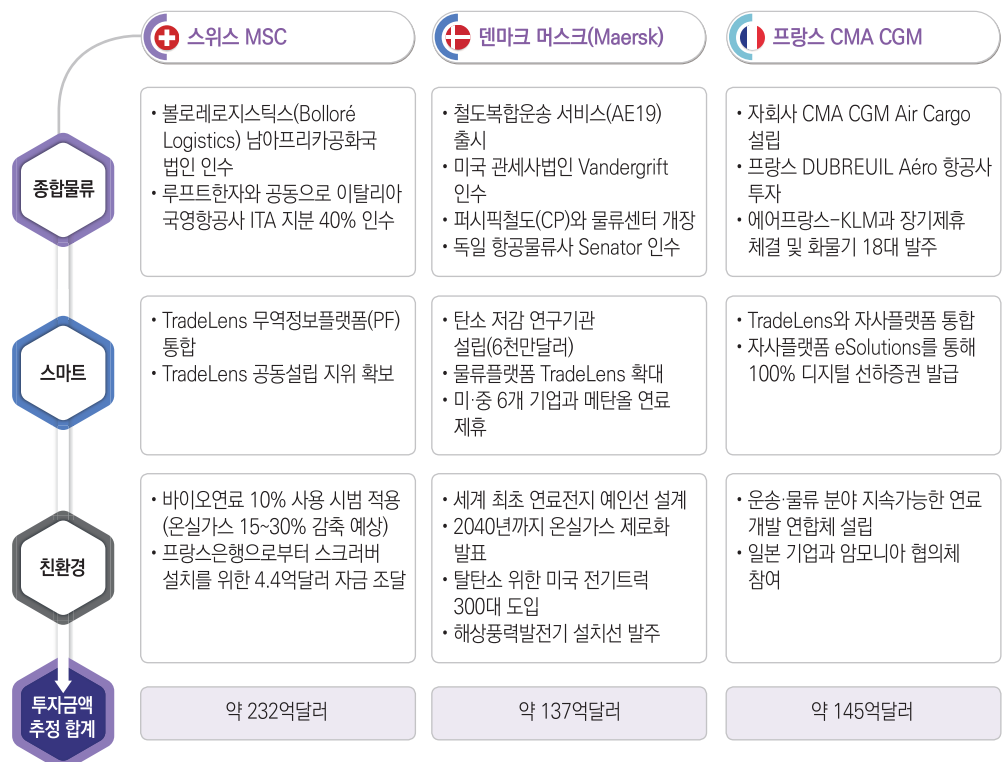 스위스 MSC
덴마크 머스크(Maersk)
프랑스 CMA CGM
종합물류
• 볼로레로지스틱스(Bolloré
Logistics) 남아프리카공화국
법인 인수
• 루프트한자와 공동으로 이탈리아
국영항공사 ITA 지분 40% 인수
• 철도복합운송 서비스(AE19)
출시
• 미국 관세사법인 Vandergrift
인수
• 퍼시픽철도(CP)와 물류센터 개장
• 독일 항공물류사 Senator 인수
• 자회사 CMA CGM Air Cargo
설립
• 프랑스 DUBREUIL Aéro 항공사
투자
• 에어프랑스-KLM과 장기제휴
체결 및 화물기 18대 발주
스마트
• TradeLens 무역정보플랫폼(PF)
통합
• TradeLens 공동설립 지위 확보
• 탄소 저감 연구기관
설립(6천만달러)
• 물류플랫폼 TradeLens 확대
• 미·중 6개 기업과 메탄올 연료
제휴
• TradeLens와 자사플랫폼 통합
• 자사플랫폼 eSolutions를 통해
100% 디지털 선하증권 발급
친환경
• 바이오연료 10% 사용 시범 적용
(온실가스 15~30% 감축 예상)
• 프랑스은행으로부터 스크러버
설치를 위한 4.4억달러 자금 조달
• 세계 최초 연료전지 예인선 설계
• 2040년까지 온실가스 제로화
발표
• 탈탄소 위한 미국 전기트럭
300대 도입
• 해상풍력발전기 설치선 발주
• 운송·물류 분야 지속가능한 연료
개발 연합체 설립
• 일본 기업과 암모니아 협의체
참여
투자금액
추정 합계
약 232억달러
약 137억달러
약 145억달러